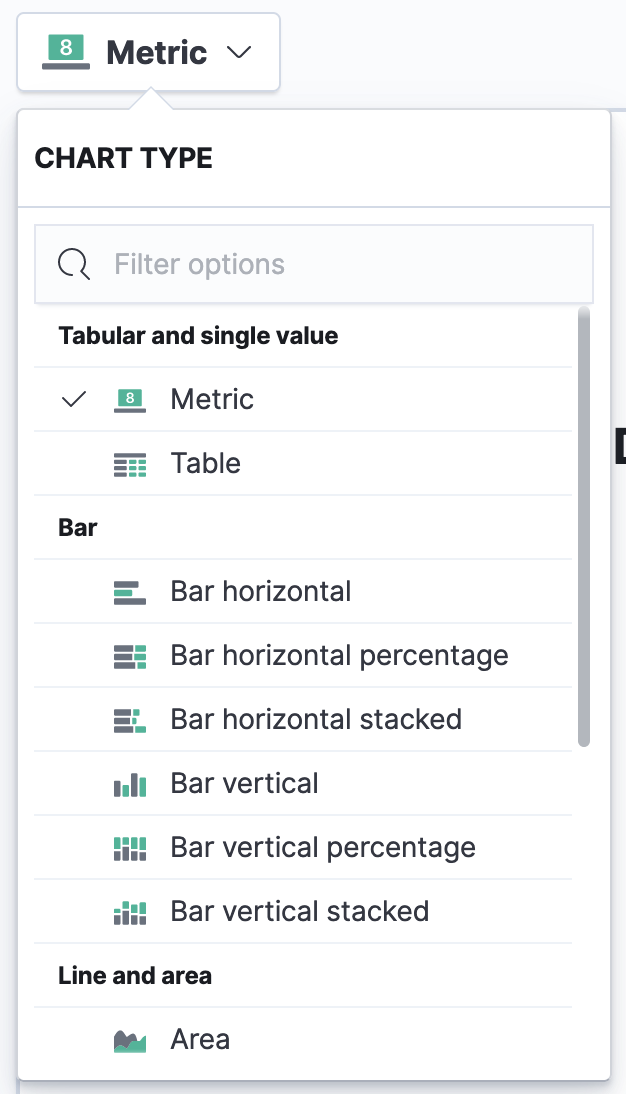 8 Metric
CHART TYPE
Filter options
Tabular and single value
8 Metric
Table
Bar
Bar horizontal
Bar horizontal percentage
Bar horizontal stacked
Bar vertical
Bar vertical percentage
Bar vertical stacked
Line and area
Area